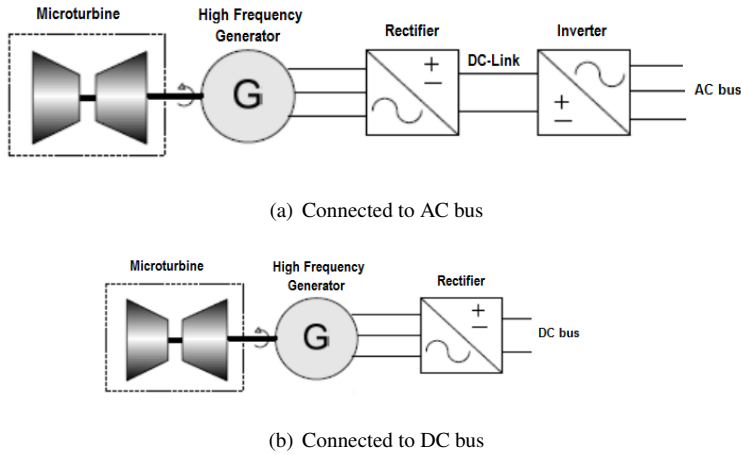 Microturbine
High Frequency
Generator
Rectifier
Inverter
G
+
−
DC-Link
+
−
AC bus
(a) Connected to AC bus
Microturbine
High Frequency
Generator
Rectifier
G
+
−
DC bus
(b) Connected to DC bus